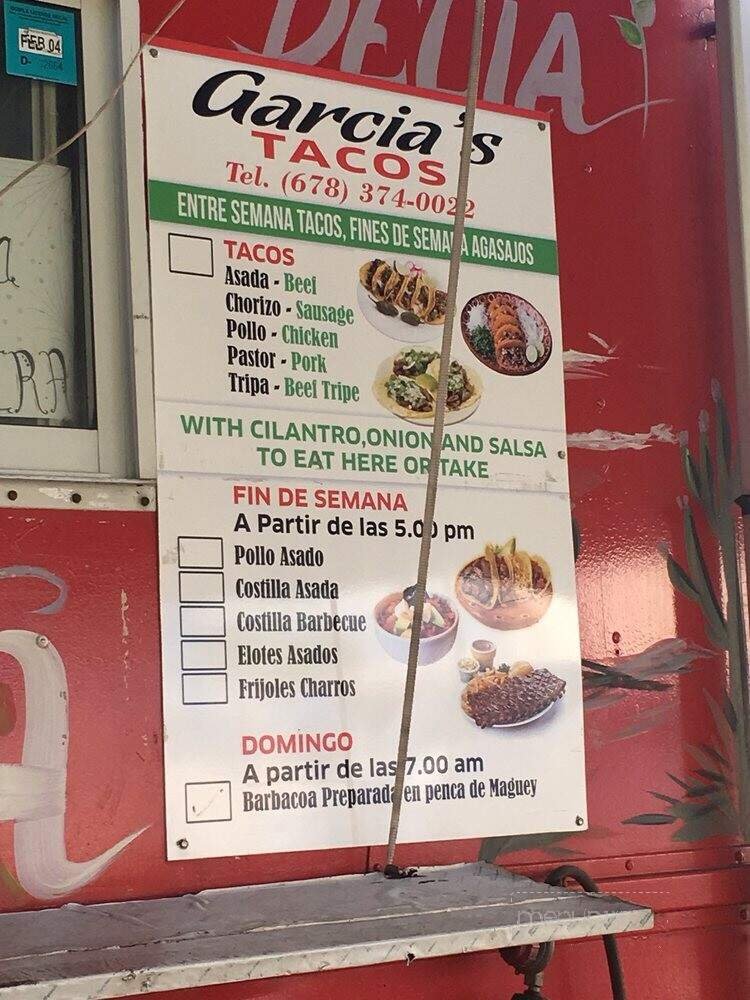 DELIA
FEB 04
D-
Garcia's
TACOS
Tel. (678) 374-0022
ENTRE SEMANA TACOS, FINES DE SEMANA AGASAJOS
TACOS
Asada - Beef
Chorizo - Sausage
Pollo - Chicken
Pastor - Pork
Tripa - Beef Tripe
WITH CILANTRO,ONION AND SALSA
TO EAT HERE OR TAKE
FIN DE SEMANA
A Partir de las 5.00 pm
Pollo Asado
Costilla Asada
Costilla Barbecue
Elotes Asados
Frijoles Charros
DOMINGO
A partir de las 7.00 am
Barbacoa Preparada en penca de Maguey